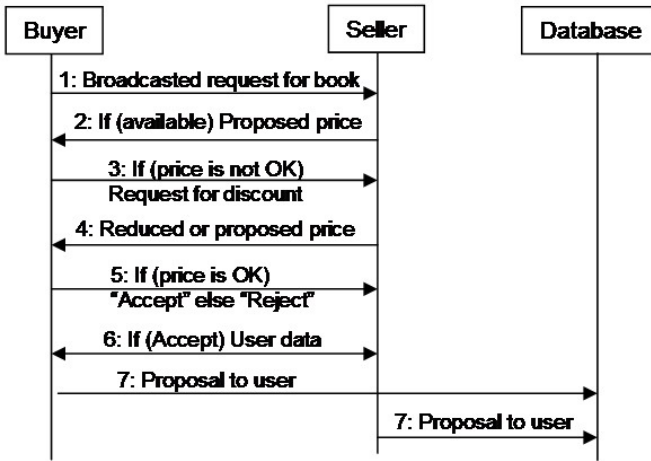 Buyer
Seller
Database
1: Broadcasted request for book
2: If (available) Proposed price
3: If (price is not OK)
Request for discount
4: Reduced or proposed price
5: If (price is OK)
"Accept" else "Reject"
6: If (Accept) User data
7: Proposal to user
7: Proposal to user